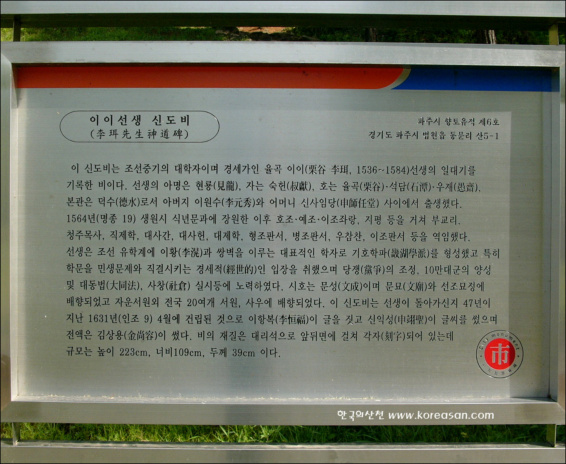 이이선생 신도비
(李珥先生神道碑)
파주시 향토유적 제6호
경기도 파주시 법원읍 동문리 산5-1
이 신도비는 조선중기의 대학자이며 경세가인 율곡 이이(栗谷 李珥, 1536~1584)선생의 일대기를
기록한 비이다. 선생의 아명은 현룡(見龍), 자는 숙헌(叔獻), 호는 율곡(栗谷)·석담(石潭)·우재(愚齋),
본관은 덕수(德水)로서 아버지 이원수(李元秀)와 어머니 신사임당(申師任堂) 사이에서 출생했다.
1564년(명종 19) 생원시 식년문과에 장원한 이후 호조·예조·이조좌랑, 지평 등을 거쳐 부교리.
청주목사, 직제학, 대사간, 대사헌, 대제학, 형조판서, 병조판서, 우참찬, 이조판서 등을 역임했다.
선생은 조선 유학계에 이황(李滉)과 쌍벽을 이루는 대표적인 학자로 기호학파(畿湖學派)를 형성했고 특히
학문을 민생문제와 직결시키는 경세적(經世的)인 입장을 취했으며 당쟁(黨爭)의 조정, 10만대군의 양성
및 대동법(大同法), 사창(社倉) 실시등에 노력하였다. 시호는 문성(文成)이며 문묘(文廟)와 선조묘정에
배향되었고 자운서원외 전국 20여개 서원, 사우에 배향되었다. 이 신도비는 선생이 돌아가신지 47년이
지난 1631년(인조 9) 4월에 건립된 것으로 이항복(李恒福)이 글을 짓고 신익성(申翊聖)이 글씨를 썼으며
전액은 김상용(金尙容)이 썼다. 비의 재질은 대리석으로 앞뒤면에 걸쳐 각자(刻字)되어 있는데
규모는 높이 223cm, 너비109cm, 두께 39cm 이다.
市
한국의산천 www.koreasan.com